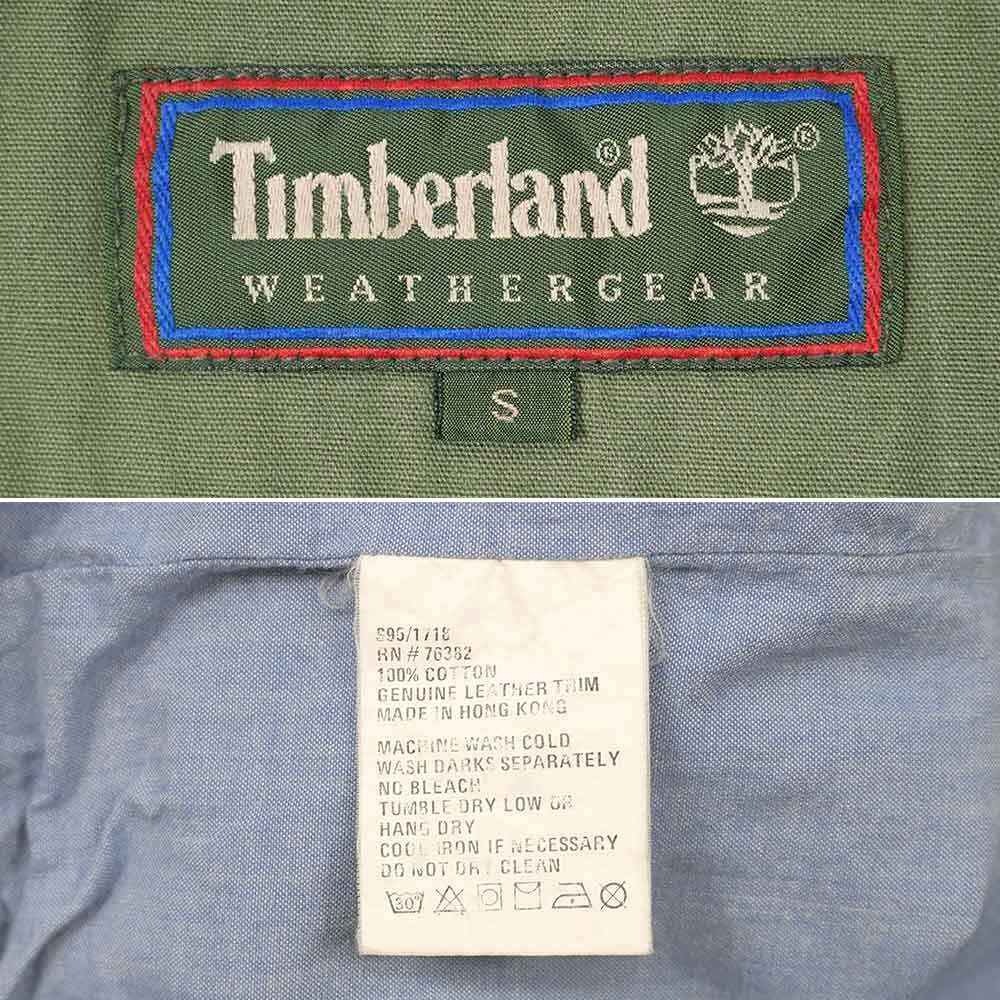 Timberland ®
®
WEATHERGEAR
S
S95/1718
RN # 76382
100% COTTON
GENUINE LEATHER TRIM
MADE IN HONG KONG
MACHINE WASH COLD
WASH DARKS SEPARATELY
NO BLEACH
TUMBLE DRY LOW OR
HANG DRY
COOL IRON IF NECESSARY
DO NOT DRY CLEAN
30°